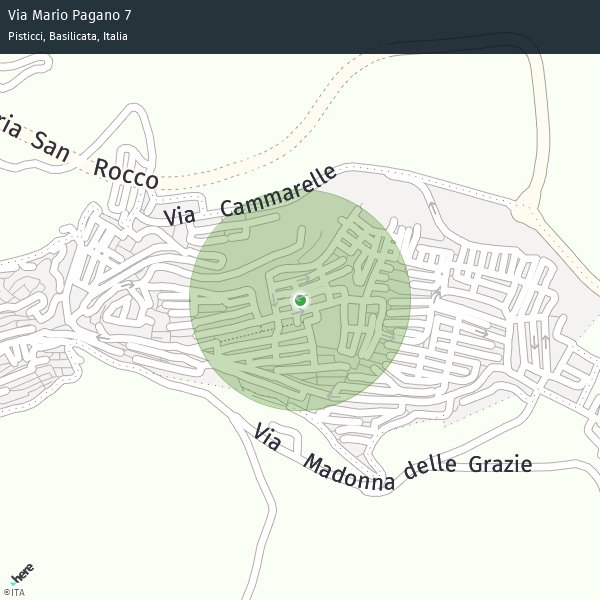 Via Mario Pagano 7
Pisticci, Basilicata, Italia
ria San Rocco
Via Cammarelle
Via Madonna delle Grazie
here
©ITA